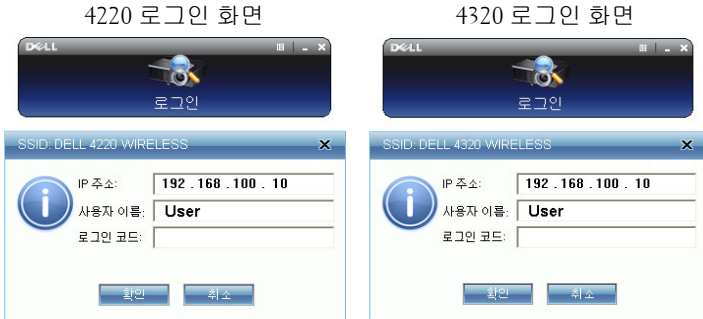 4220 로그인 화면
DELL
로그인
SSID: DELL 4220 WIRELESS
IP 주소: 192 . 168 . 100 . 10
사용자 이름: User
로그인 코드:
확인 취소
4320 로그인 화면
DELL
로그인
SSID: DELL 4320 WIRELESS
IP 주소: 192 . 168 . 100 . 10
사용자 이름: User
로그인 코드:
확인 취소